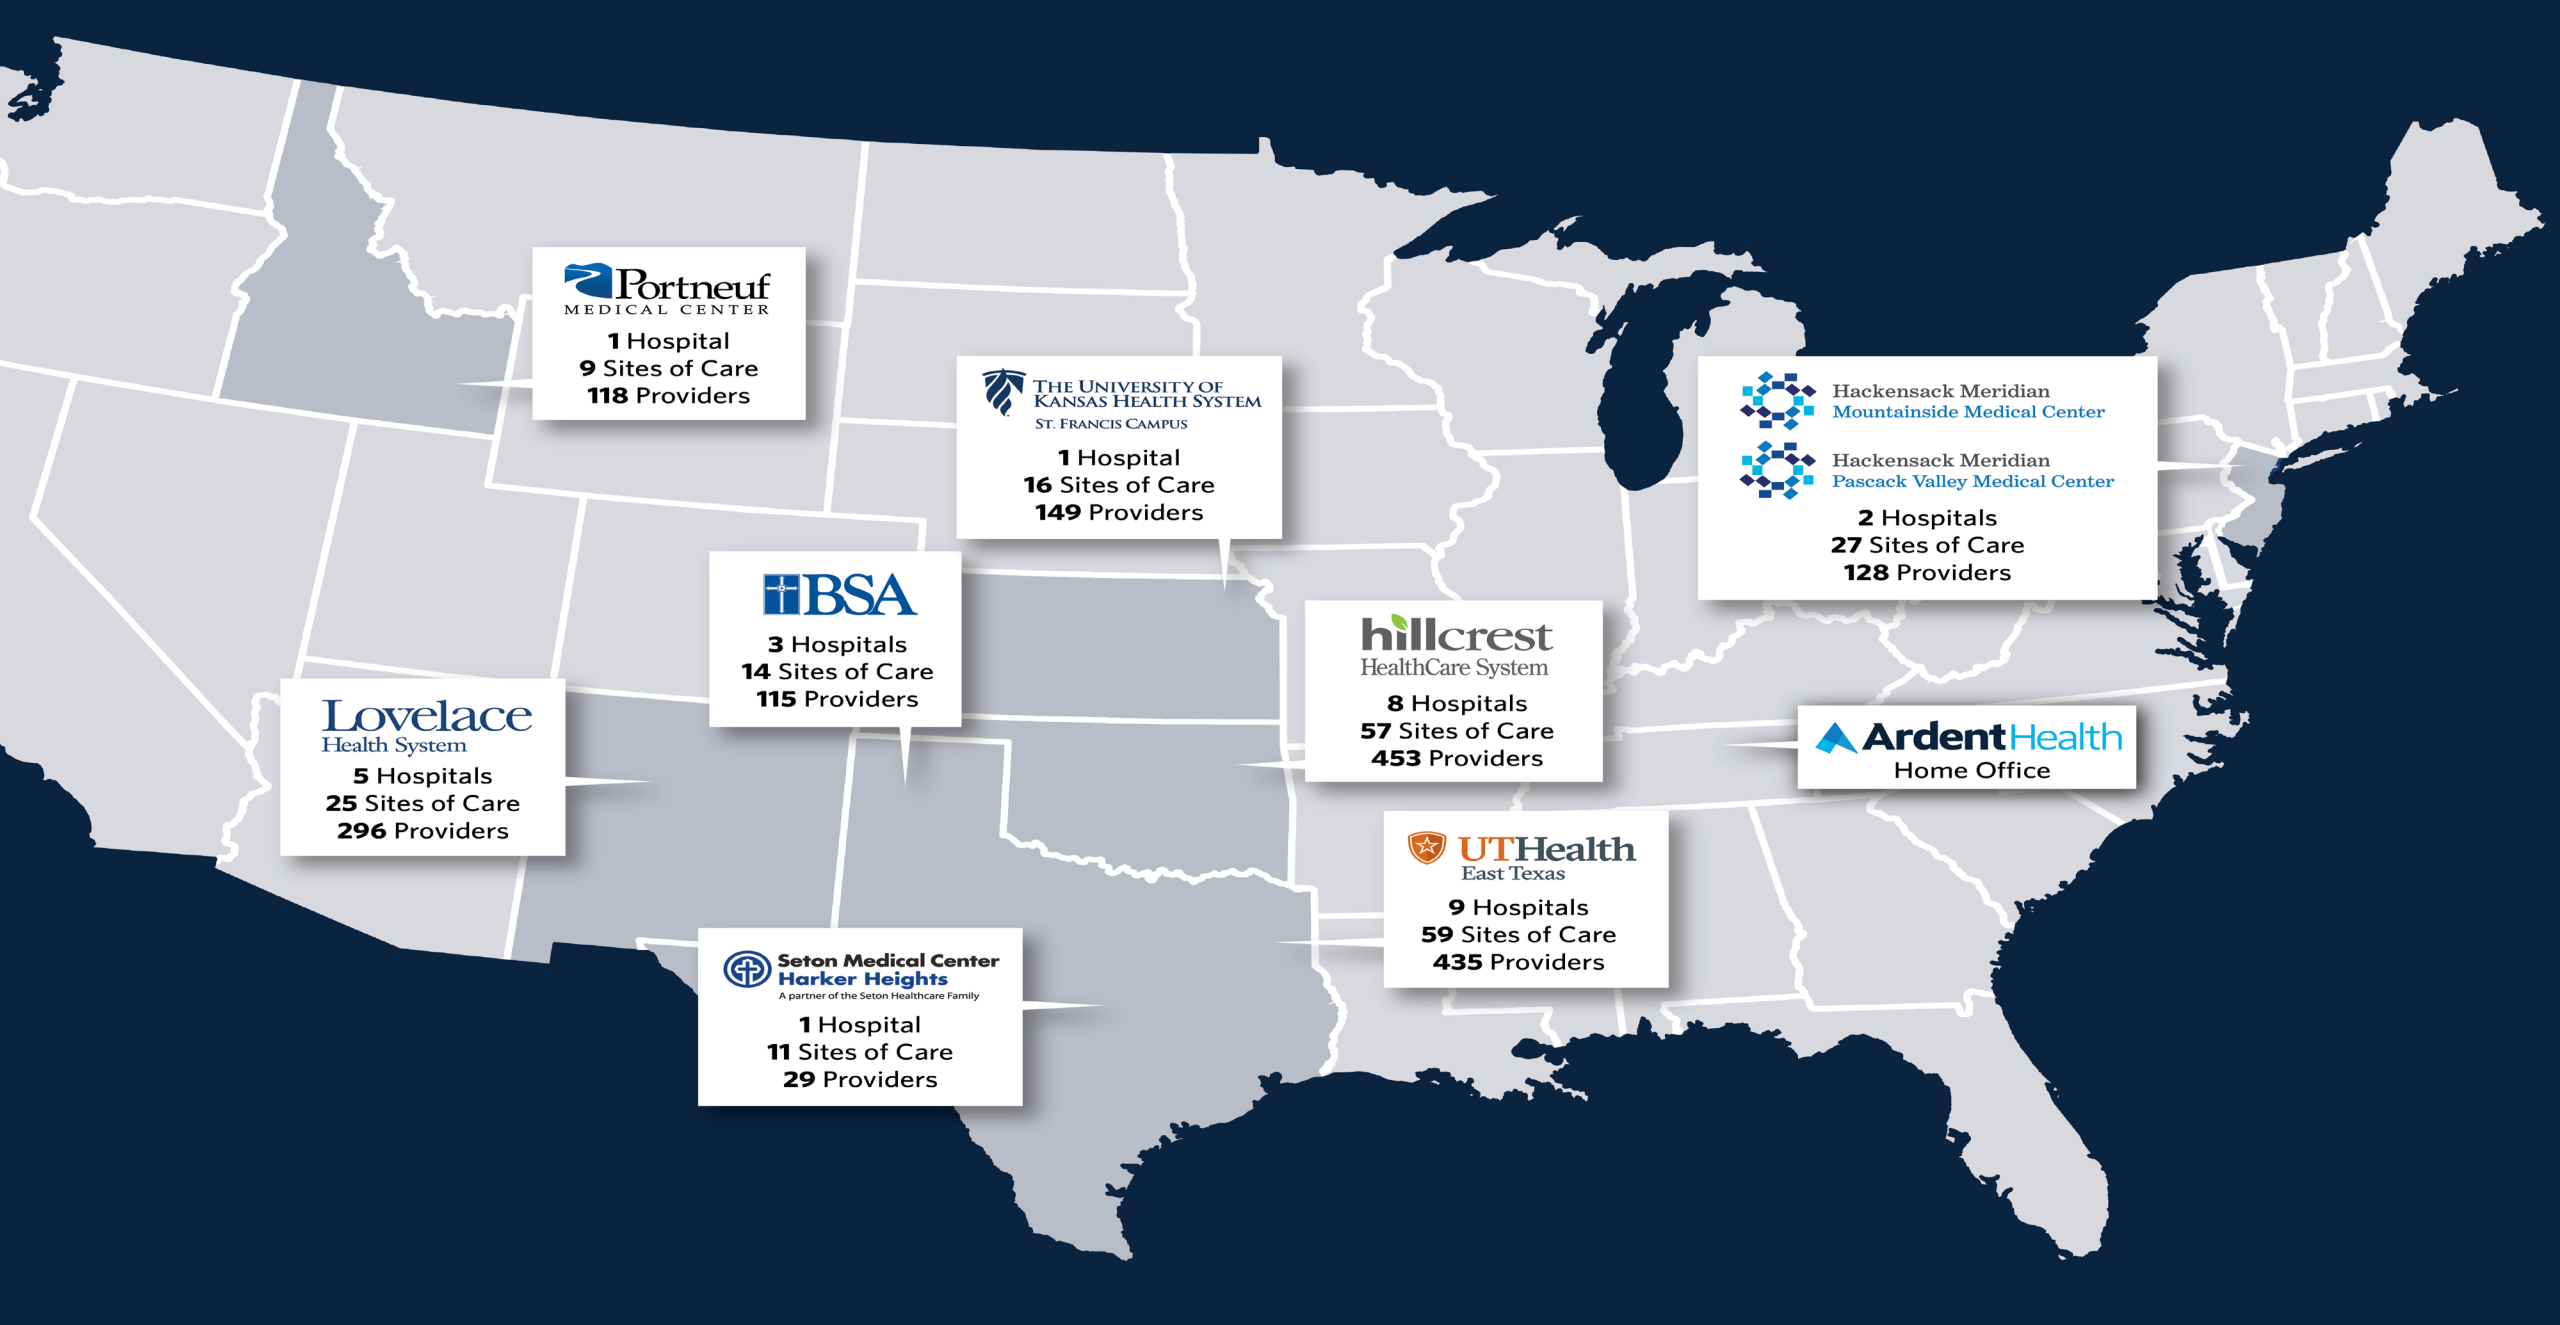 Portneuf
MEDICAL CENTER
1 Hospital
9 Sites of Care
118 Providers
THE UNIVERSITY OF
KANSAS HEALTH SYSTEM
ST. FRANCIS CAMPUS
1 Hospital
16 Sites of Care
149 Providers
Hackensack Meridian
Mountainside Medical Center
Hackensack Meridian
Pascack Valley Medical Center
2 Hospitals
27 Sites of Care
128 Providers
BSA
3 Hospitals
14 Sites of Care
115 Providers
hillcrest
HealthCare System
8 Hospitals
57 Sites of Care
453 Providers
Lovelace
Health System
5 Hospitals
25 Sites of Care
296 Providers
ArdentHealth
Home Office
UTHealth
East Texas
9 Hospitals
59 Sites of Care
435 Providers
Seton Medical Center
Harker Heights
A partner of the Seton Healthcare Family
1 Hospital
11 Sites of Care
29 Providers